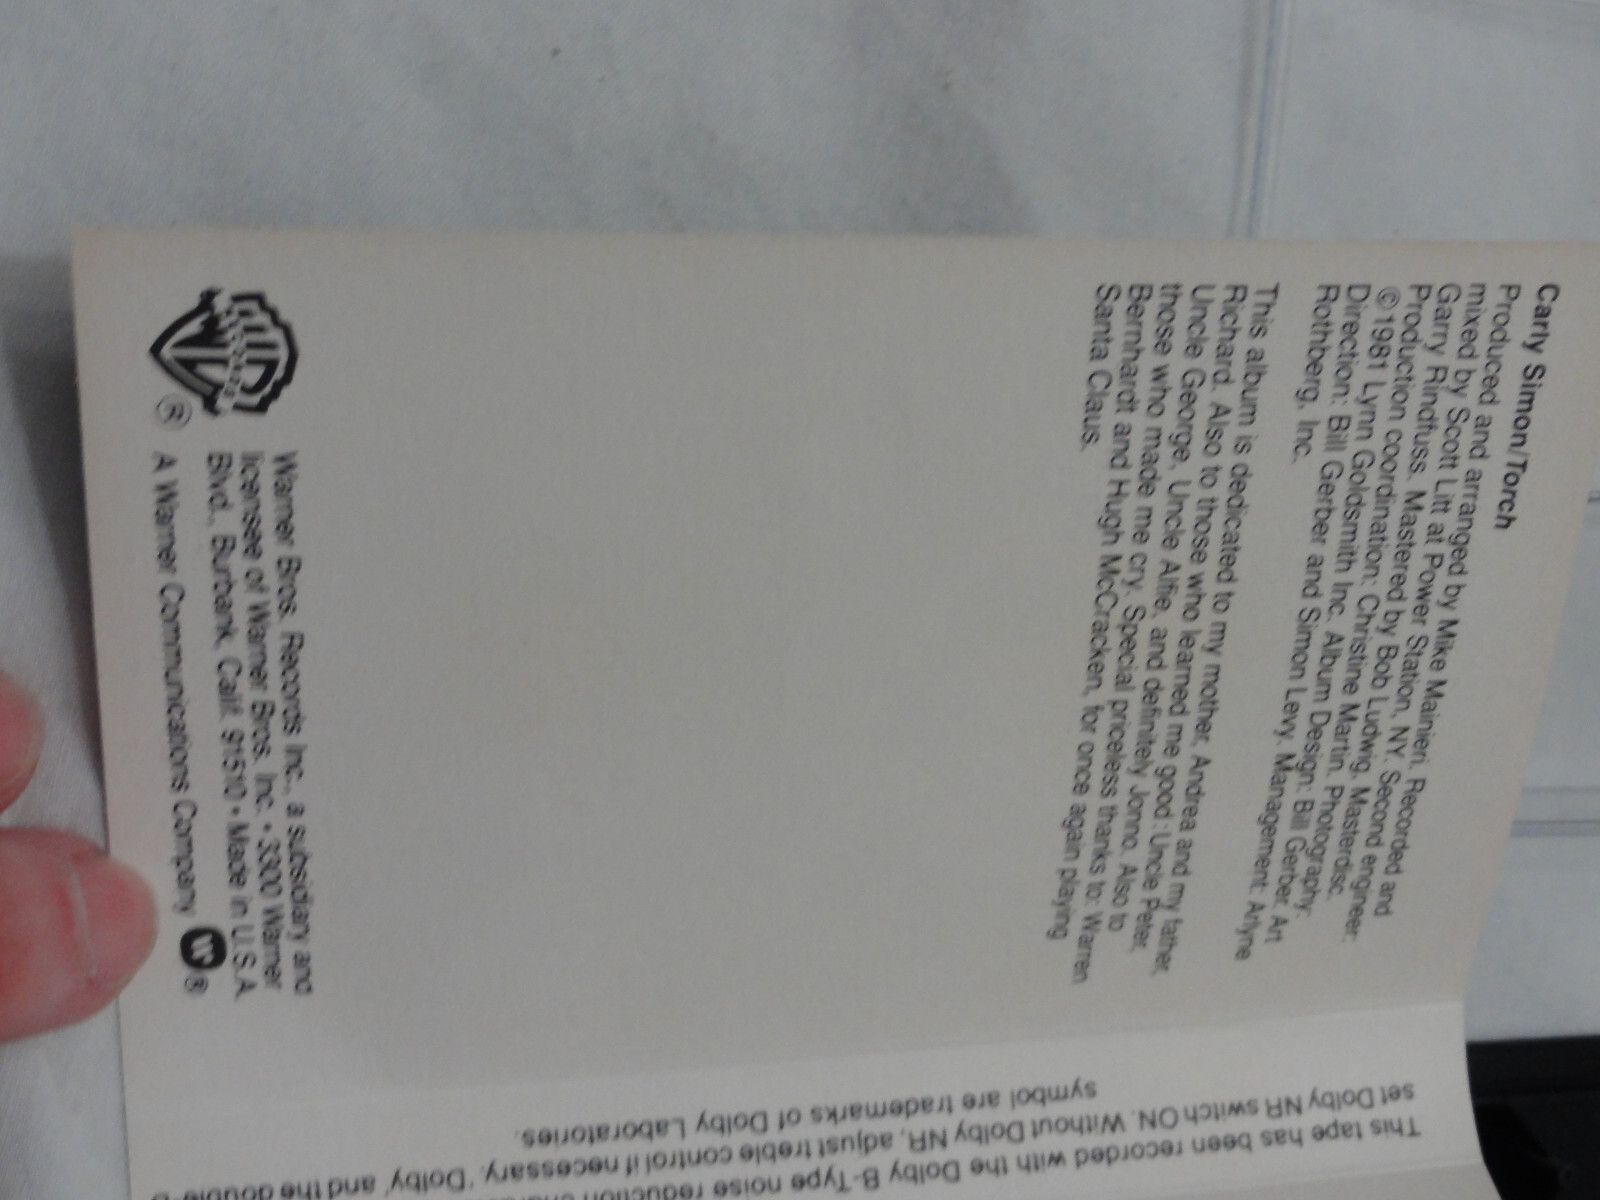 Carly Simon/Torch
Produced and arranged by Mike Mainieri. Recorded and
mixed by Scott Litt at Power Station, NY. Second engineer:
Garry Rindfuss. Mastered by Bob Ludwig, Masterdisc.
Production coordination: Christine Martin. Photography:
©1981 Lynn Goldsmith Inc. Album Design: Bill Gerber. Art
Direction: Bill Gerber and Simon Levy. Management: Arlyne
Rothberg, Inc.
This album is dedicated to my mother, Andrea and my father,
Richard. Also to those who learned me good: Uncle Peter,
Uncle George, Uncle Alfie, and definitely Jonno. Also to
those who made me cry. Special priceless thanks to: Warren
Bernhardt and Hugh McCracken, for once again playing
Santa Claus.
Warner Bros. Records Inc., a subsidiary and
licensee of Warner Bros. Inc. • 3300 Warner
Blvd., Burbank, Calif. 91510 • Made in U.S.A.
® A Warner Communications Company ®
This tape has been recorded with the Dolby B-Type noise reduction
set Dolby NR switch ON. Without Dolby NR, adjust treble control if necessary. 'Dolby' and the double-D
symbol are trademarks of Dolby Laboratories.